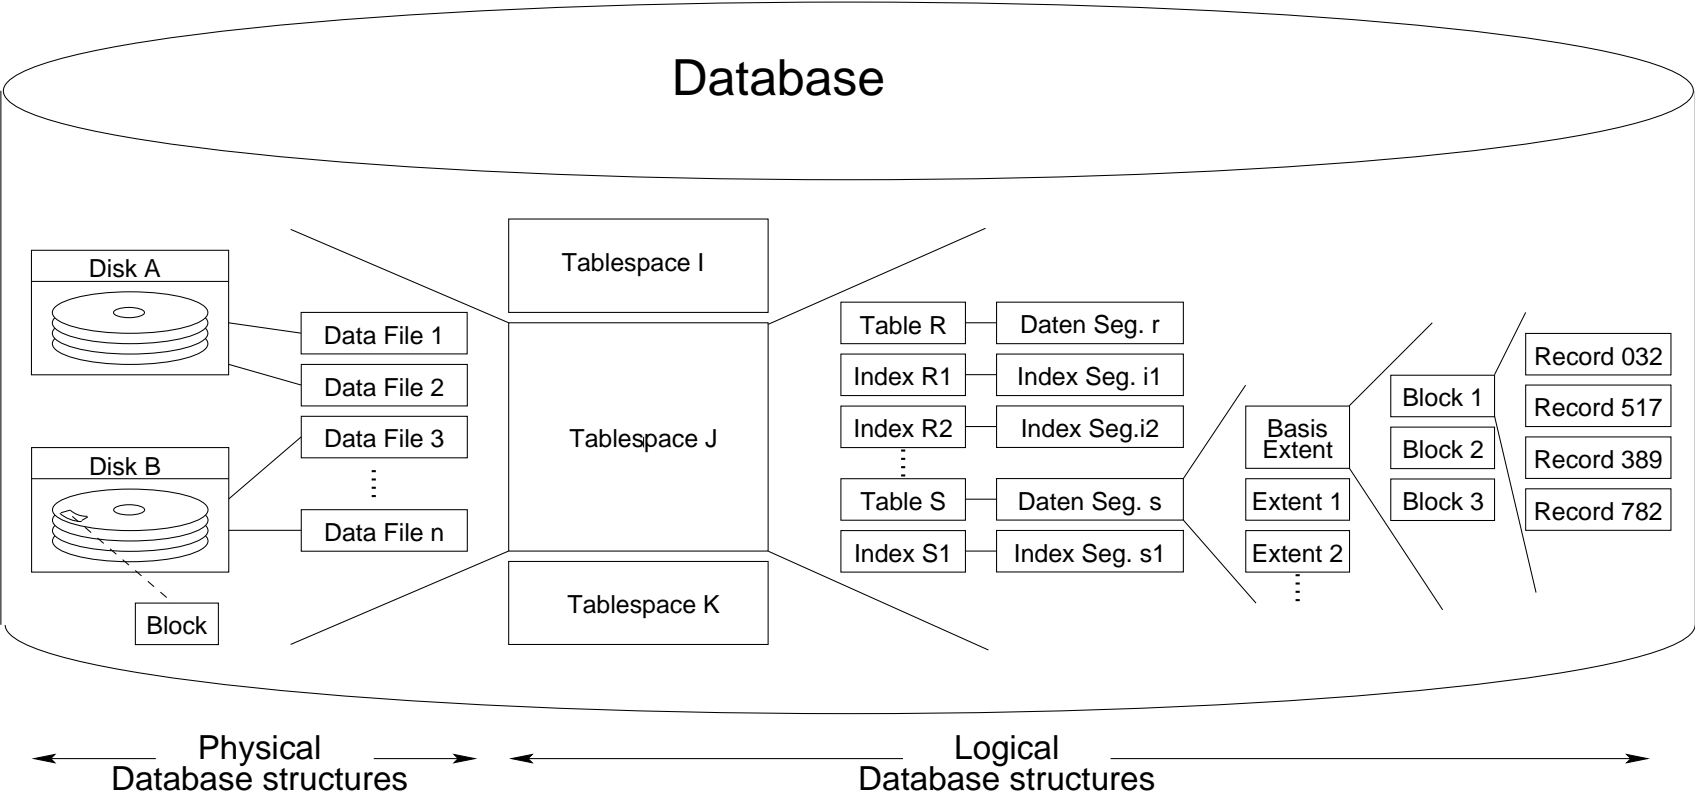 Database
Disk A
Disk B
Block
Data File 1
Data File 2
Data File 3
Data File n
Tablespace I
Tablespace J
Tablespace K
Table R
Daten Seg. r
Index R1
Index Seg. i1
Index R2
Index Seg.i2
Table S
Daten Seg. s
Index S1
Index Seg. s1
Basis
Extent
Extent 1
Extent 2
Block 1
Block 2
Block 3
Record 032
Record 517
Record 389
Record 782
Physical
Database structures
Logical
Database structures